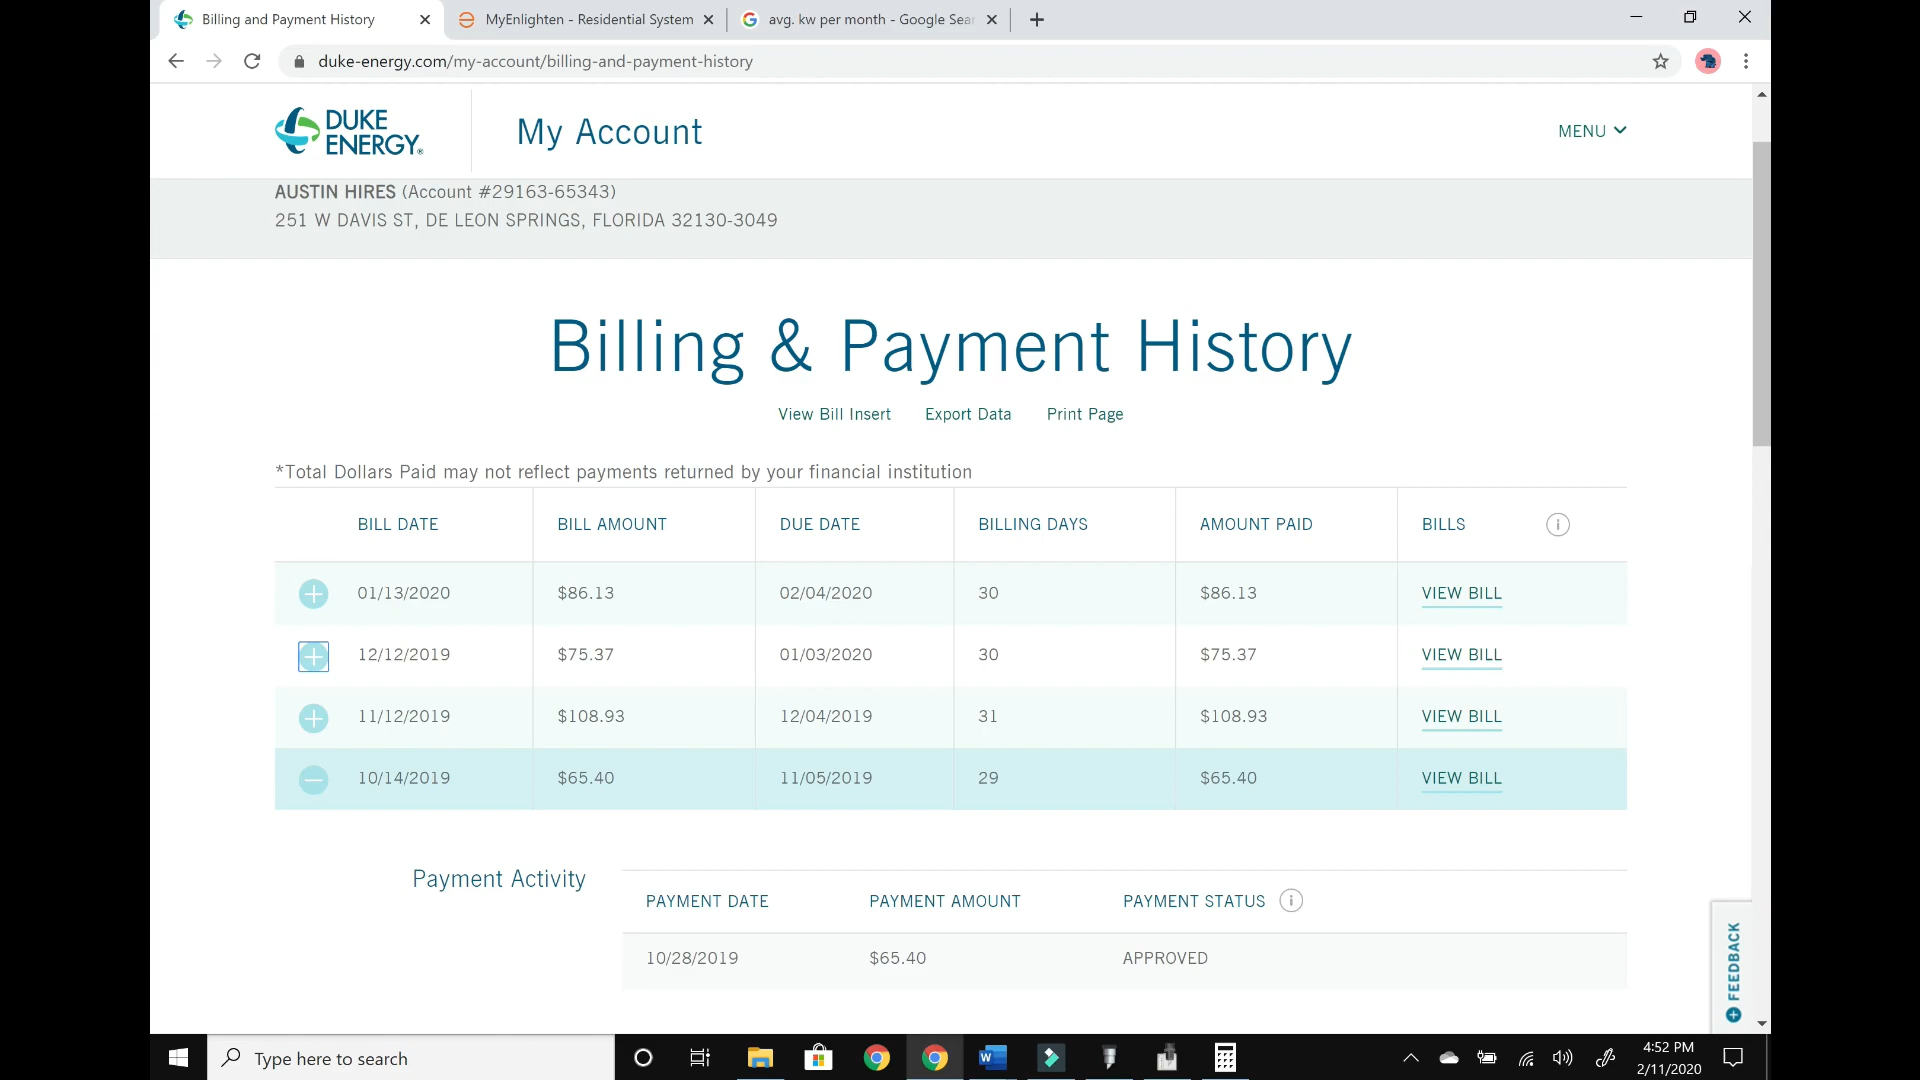 Billing and Payment History
MyEnlighten - Residential System
avg. kw per month - Google Sear
duke-energy.com/my-account/billing-and-payment-history
DUKE ENERGY®
My Account
MENU
AUSTIN HIRES (Account #29163-65343)
251 W DAVIS ST, DE LEON SPRINGS, FLORIDA 32130-3049
Billing & Payment History
View Bill Insert Export Data Print Page
*Total Dollars Paid may not reflect payments returned by your financial institution
BILL DATE BILL AMOUNT DUE DATE BILLING DAYS AMOUNT PAID BILLS
01/13/2020 $86.13 02/04/2020 30 $86.13 VIEW BILL
12/12/2019 $75.37 01/03/2020 30 $75.37 VIEW BILL
11/12/2019 $108.93 12/04/2019 31 $108.93 VIEW BILL
10/14/2019 $65.40 11/05/2019 29 $65.40 VIEW BILL
Payment Activity
PAYMENT DATE PAYMENT AMOUNT PAYMENT STATUS
10/28/2019 $65.40 APPROVED
FEEDBACK
Type here to search
4:52 PM
2/11/2020